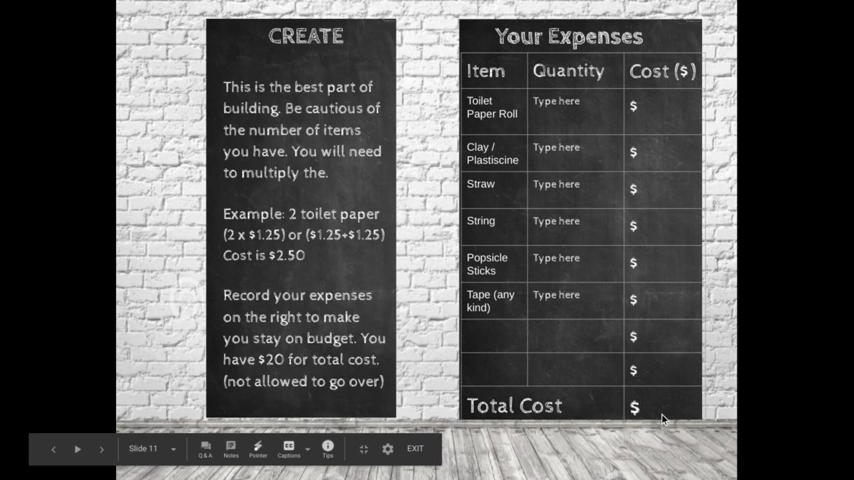 CREATE
This is the best part of
building. Be cautious of
the number of items
you have. You will need
to multiply the.
Example: 2 toilet paper
(2 x $1.25) or ($1.25+$1.25)
Cost is $2.50
Record your expenses
on the right to make
you stay on budget. You
have $20 for total cost.
(not allowed to go over)
Your Expenses
Item Quantity Cost ($)
Toilet
Paper Roll Type here $
Clay /
Plastiscine Type here $
Straw Type here $
String Type here $
Popsicle
Sticks Type here $
Tape (any
kind) Type here $
$
$
Total Cost $
Slide 11
Q & A Notes Pointer Captions Tips EXIT